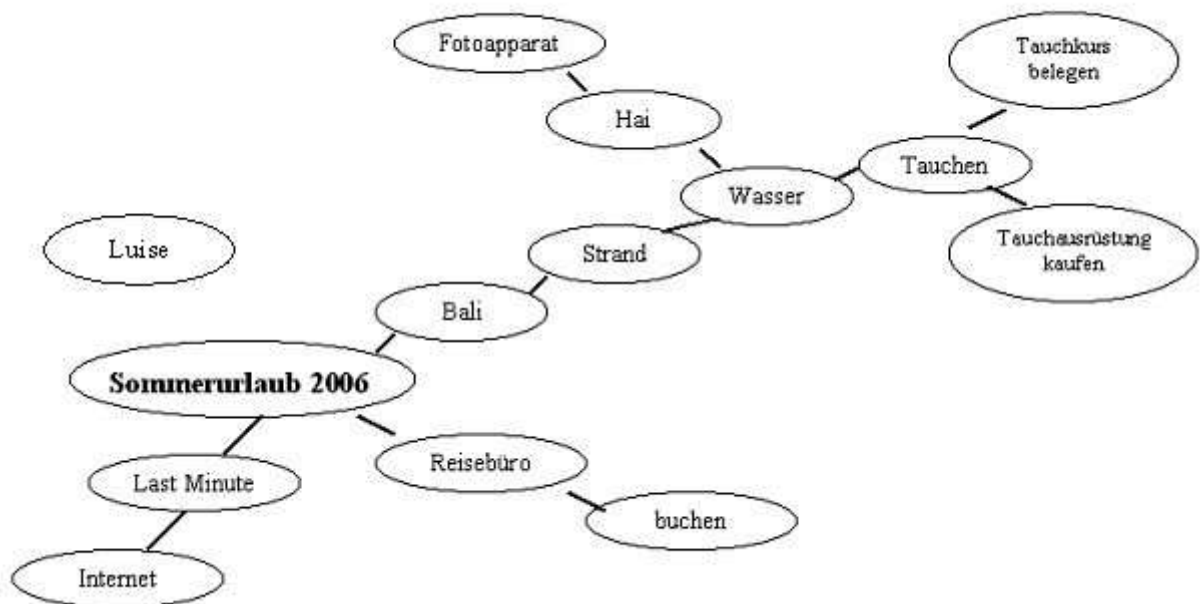 Fotoapparat
Tauchkurs
belegen
Hai
Tauchen
Wasser
Tauchausrüstung
kaufen
Luise
Strand
Bali
Sommerurlaub 2006
Reisebüro
Last Minute
buchen
Internet